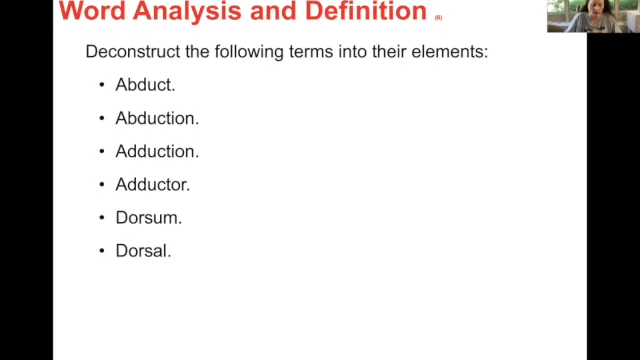 Word Analysis and Definition (6)
Deconstruct the following terms into their elements:
• Abduct.
• Abduction.
• Adduction.
• Adductor.
• Dorsum.
• Dorsal.